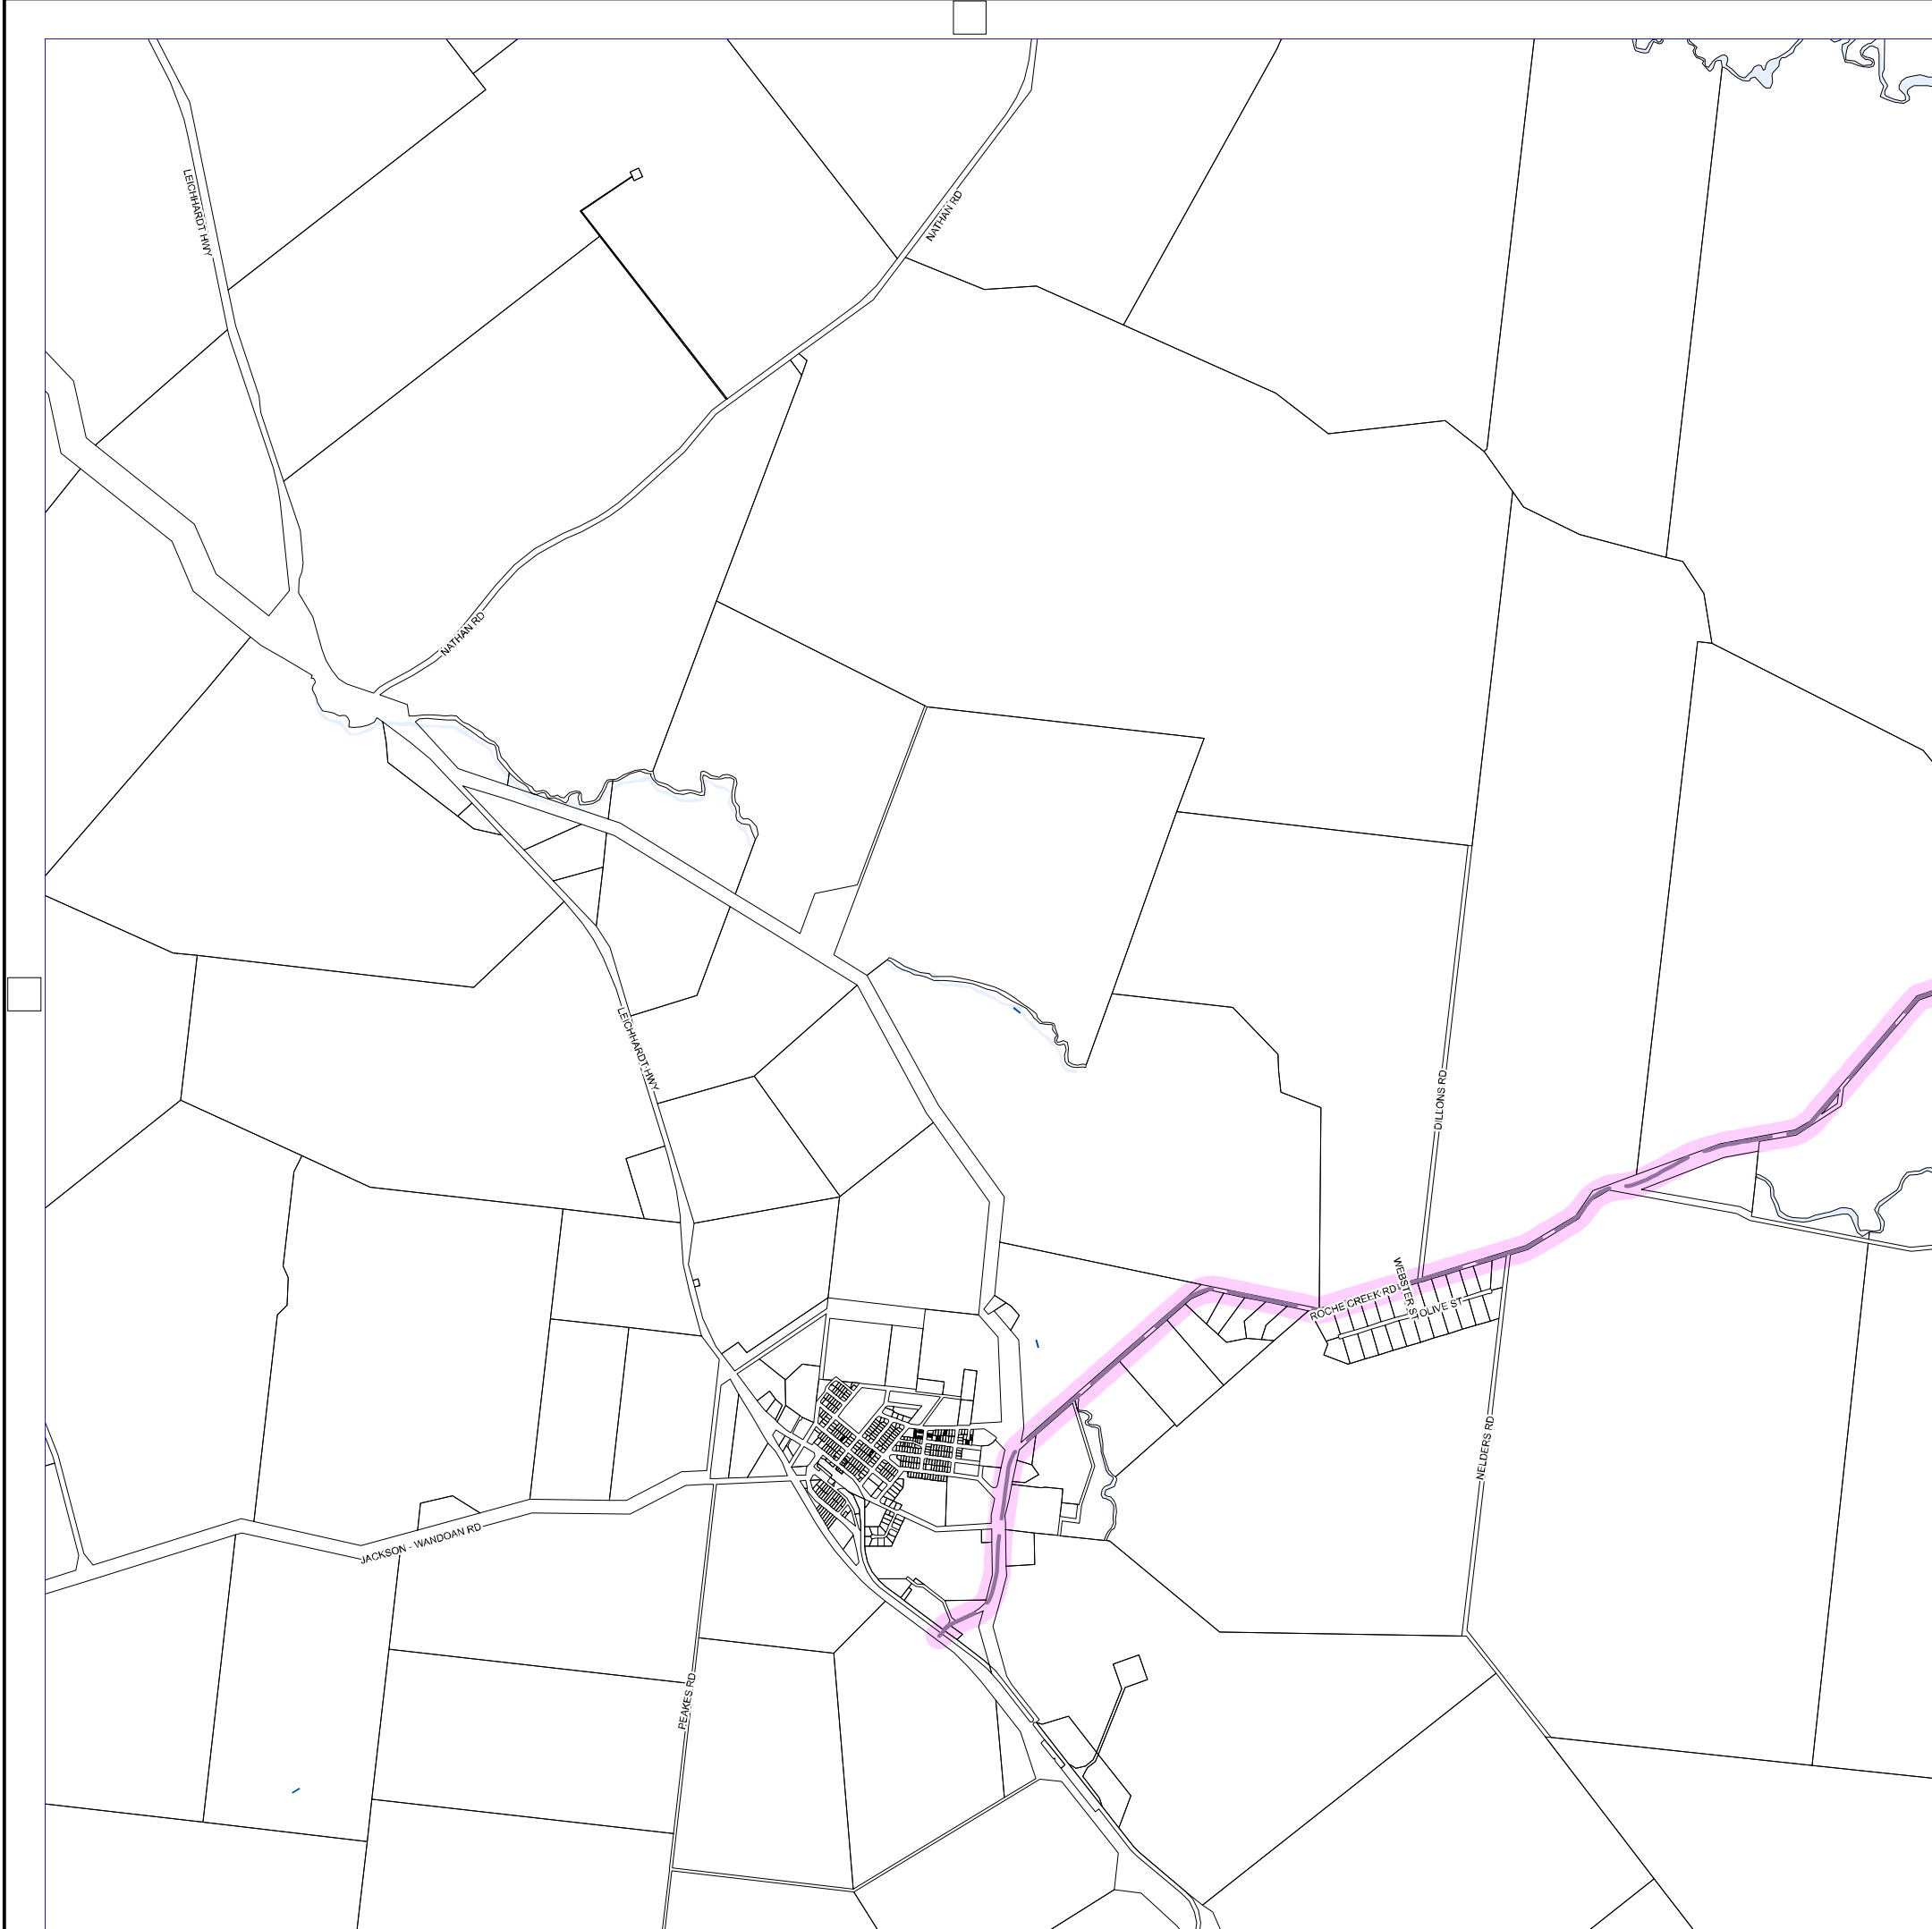 LEICHHARDT HWY
NATHAN RD
NATHAN RD
LEICHHARDT HWY
DILLONS RD
WEBSTER S
ROCHE CREEK RD
OLIVE ST
NELDERS RD
JACKSON - WANDOAN RD
PEAKES RD